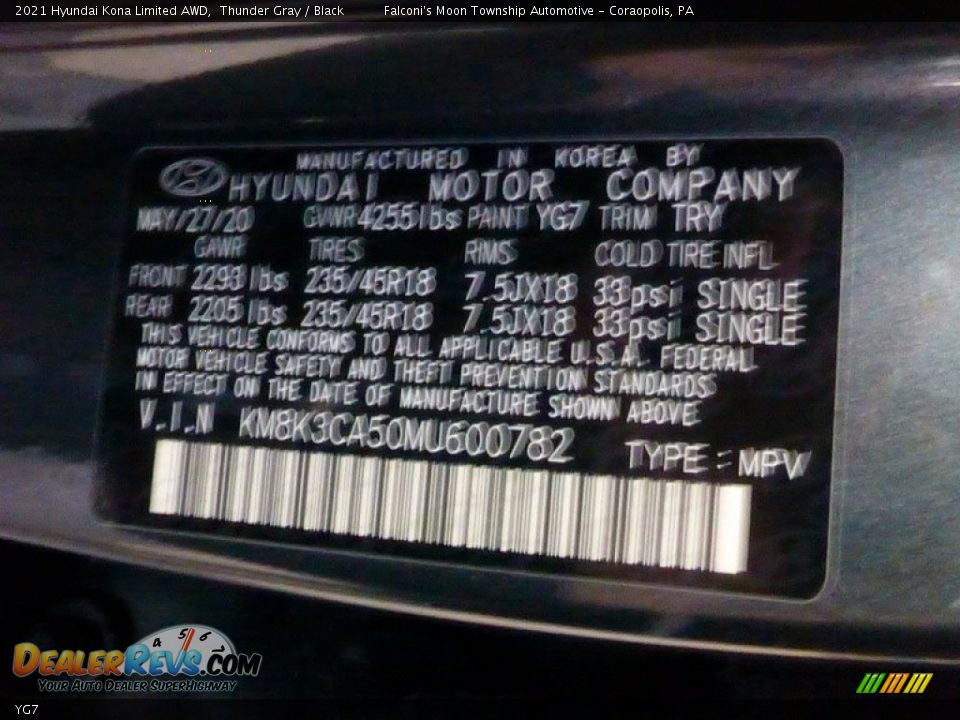 2021 Hyundai Kona Limited AWD, Thunder Gray / Black Falconi's Moon Township Automotive - Coraopolis, PA
MANUFACTURED IN KOREA BY
HYUNDAI MOTOR COMPANY
MAY/27/20 GVWR 4255lbs PAINT YG7 TRIM TRY
GAWR TIRES RIMS COLD TIRE INFL
FRONT 2293 lbs 235/45R18 7.5JX18 33psi SINGLE
REAR 2205 lbs 235/45R18 7.5JX18 33psi SINGLE
THIS VEHICLE CONFORMS TO ALL APPLICABLE U.S.A. FEDERAL
MOTOR VEHICLE SAFETY AND THEFT PREVENTION STANDARDS
IN EFFECT ON THE DATE OF MANUFACTURE SHOWN ABOVE
V.I.N KM8K3CA50MU600782 TYPE : MPV
4 5 6
DEALERREVS.COM
YOUR AUTO DEALER SUPERHIGHWAY
YG7